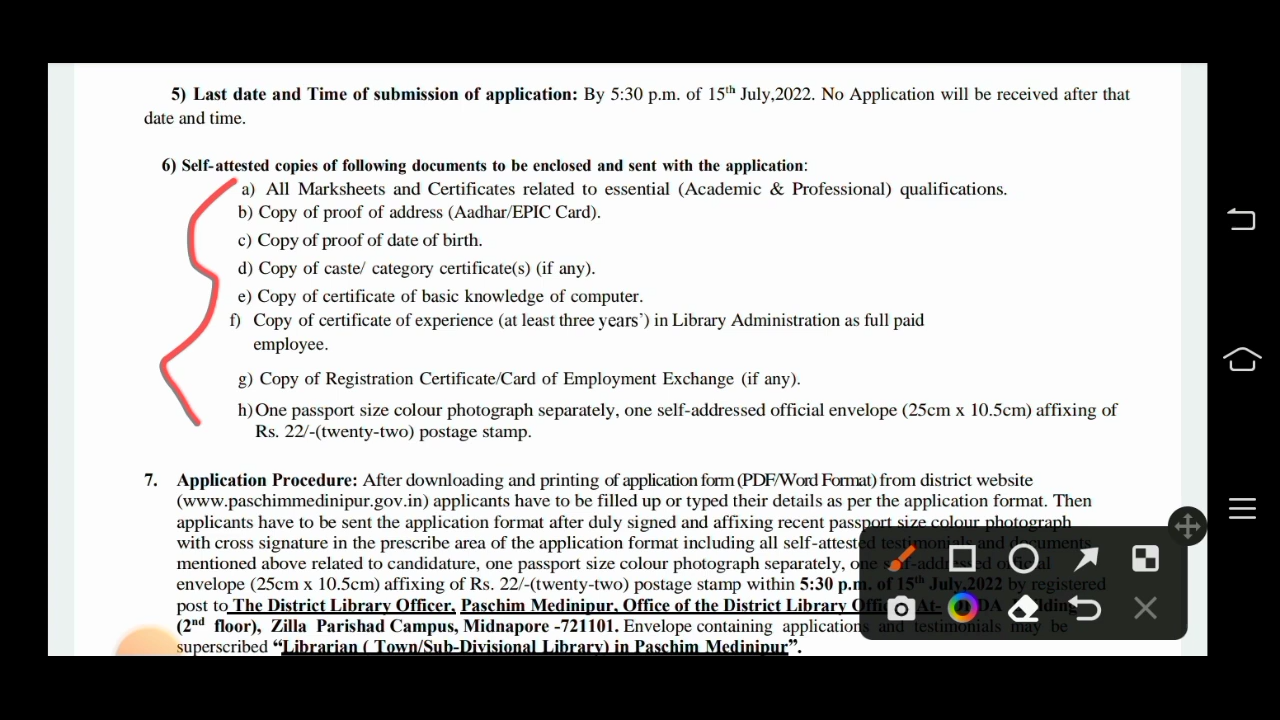 5) Last date and Time of submission of application: By 5:30 p.m. of 15th July,2022. No Application will be received after that
date and time.
6) Self-attested copies of following documents to be enclosed and sent with the application:
a) All Marksheets and Certificates related to essential (Academic & Professional) qualifications.
b) Copy of proof of address (Aadhar/EPIC Card).
c) Copy of proof of date of birth.
d) Copy of caste/ category certificate(s) (if any).
e) Copy of certificate of basic knowledge of computer.
f) Copy of certificate of experience (at least three years’) in Library Administration as full paid
employee.
g) Copy of Registration Certificate/Card of Employment Exchange (if any).
h) One passport size colour photograph separately, one self-addressed official envelope (25cm x 10.5cm) affixing of
Rs. 22/-(twenty-two) postage stamp.
7. Application Procedure: After downloading and printing of application form (PDF/Word Format) from district website
(www.paschimmedinipur.gov.in) applicants have to be filled up or typed their details as per the application format. Then
applicants have to be sent the application format after duly signed and affixing recent passport size colour photograph
with cross signature in the prescribe area of the application format including all self-attested testimonials and documents
mentioned above related to candidature, one passport size colour photograph separately, one self-addressed official
envelope (25cm x 10.5cm) affixing of Rs. 22/-(twenty-two) postage stamp within 5:30 p.m. of 15th July,2022 by registered
post to The District Library Officer, Paschim Medinipur, Office of the District Library At-
(2nd floor), Zilla Parishad Campus, Midnapore -721101. Envelope containing applications and testimonials may be
superscribed “Librarian ( Town/Sub-Divisional Library) in Paschim Medinipur”.